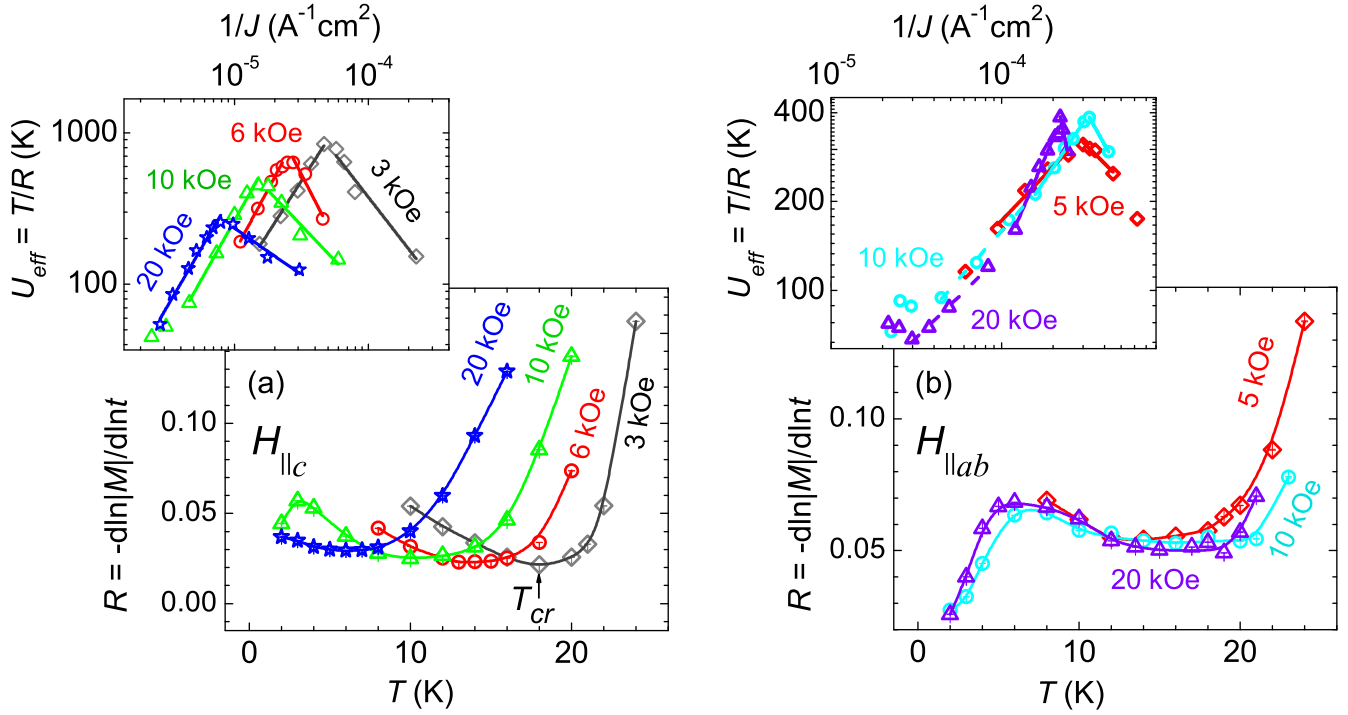 1/J (A⁻¹cm²)
10⁻⁵ 10⁻⁴
U_eff = T/R (K)
1000
100
6 kOe
10 kOe
3 kOe
20 kOe
(a)
H_||c
20 kOe
10 kOe
6 kOe
3 kOe
T_cr
R = -dln|M|/dlnt
0.10
0.05
0.00
0 10 20
T (K)
1/J (A⁻¹cm²)
10⁻⁵ 10⁻⁴
U_eff = T/R (K)
400
200
100
5 kOe
10 kOe
20 kOe
(b)
H_||ab
5 kOe
10 kOe
20 kOe
R = -dln|M|/dlnt
0.10
0.05
0 10 20
T (K)